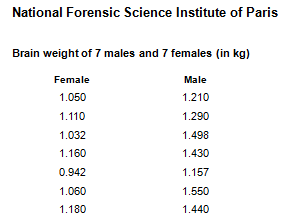 National Forensic Science Institute of Paris
Brain weight of 7 males and 7 females (in kg)
Female Male
1.050 1.210
1.110 1.290
1.032 1.498
1.160 1.430
0.942 1.157
1.060 1.550
1.180 1.440